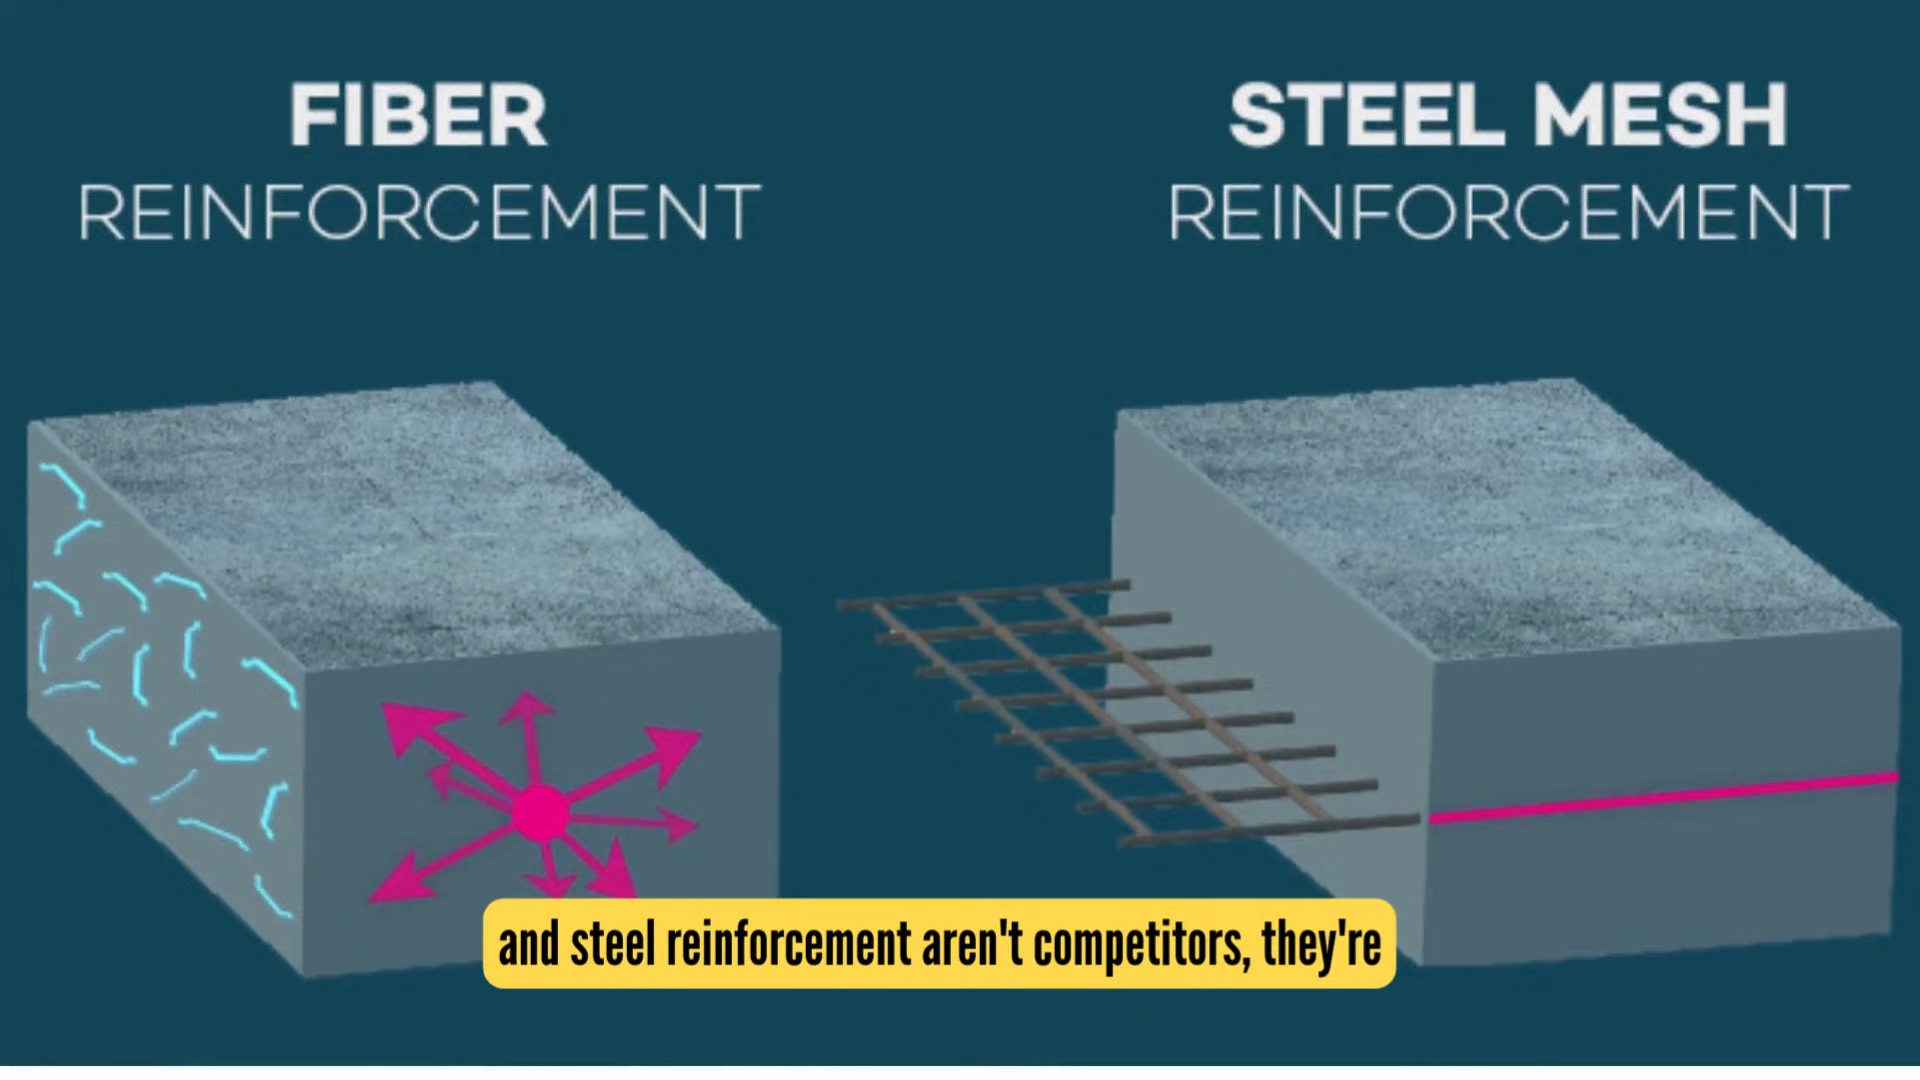 FIBER
REINFORCEMENT
STEEL MESH
REINFORCEMENT
and steel reinforcement aren't competitors, they're